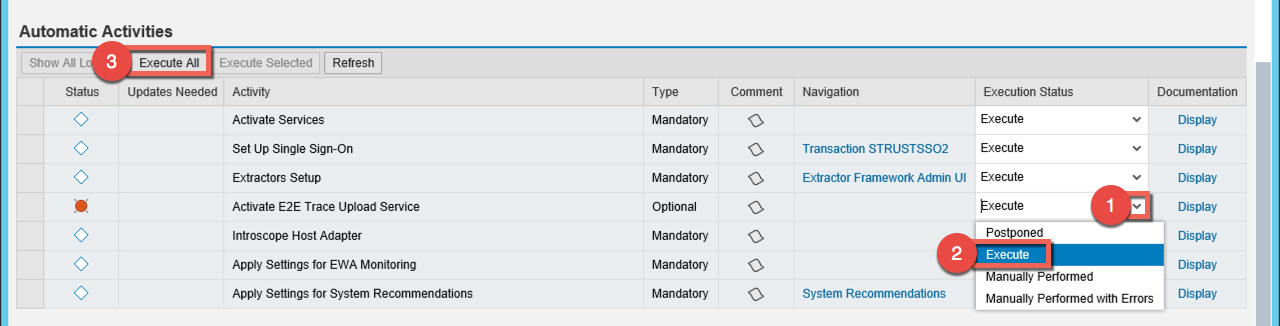 Automatic Activities
Show All Lo 3 Execute All Execute Selected Refresh
Status Updates Needed Activity Type Comment Navigation Execution Status Documentation
Activate Services Mandatory Execute Display
Set Up Single Sign-On Mandatory Transaction STRUSTSSO2 Execute Display
Extractors Setup Mandatory Extractor Framework Admin UI Execute Display
Activate E2E Trace Upload Service Optional Execute 1 Display
Introscope Host Adapter Mandatory Postponed Display
2 Execute
Apply Settings for EWA Monitoring Mandatory Manually Performed Display
Apply Settings for System Recommendations Mandatory System Recommendations Manually Performed with Errors Display